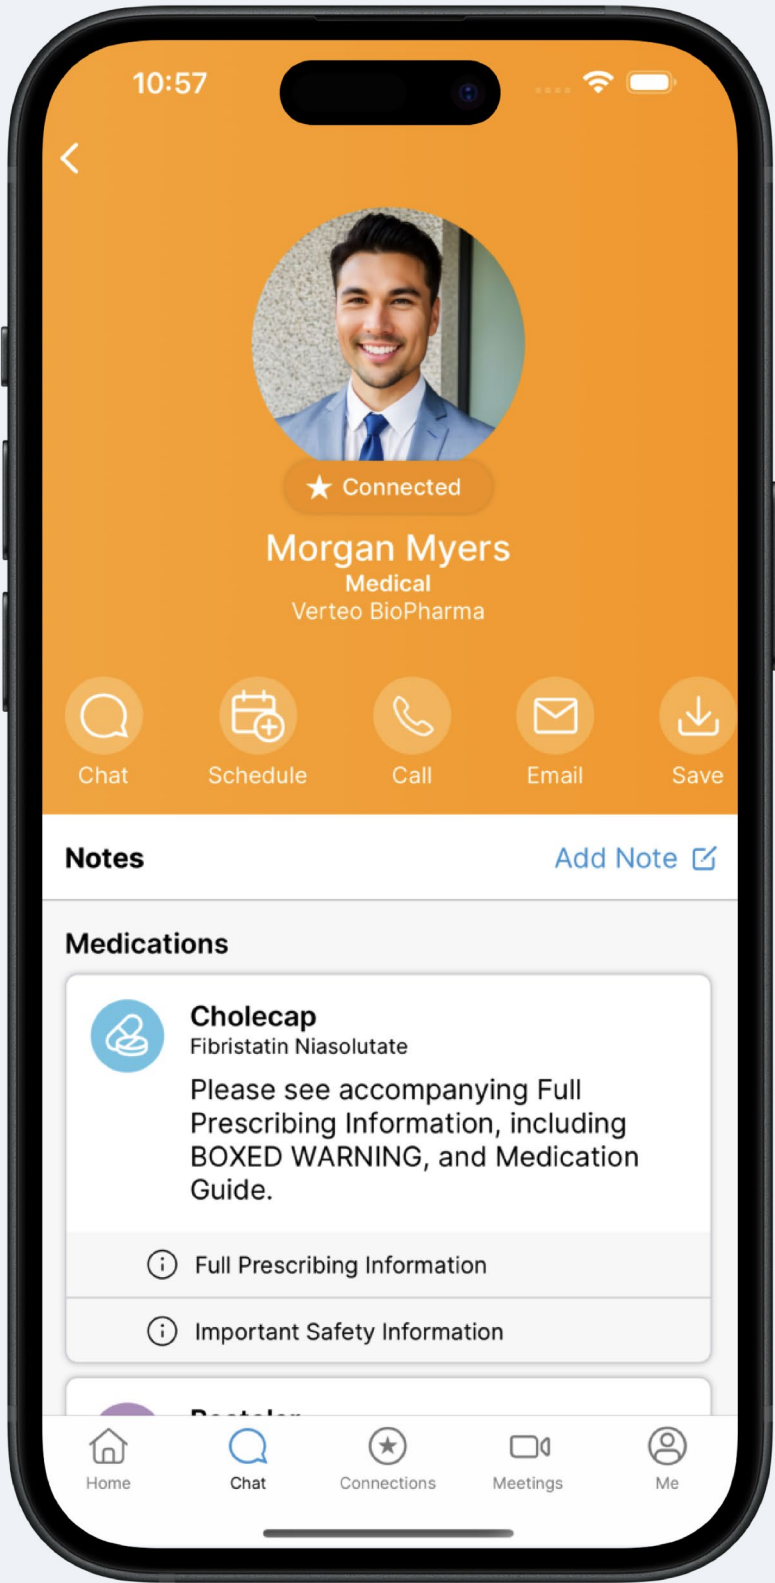 10:57
Connected
Morgan Myers
Medical
Verteo BioPharma
Chat
Schedule
Call
Email
Save
Notes
Add Note
Medications
Cholecap
Fibristatin Niasolutate
Please see accompanying Full
Prescribing Information, including
BOXED WARNING, and Medication
Guide.
Full Prescribing Information
Important Safety Information
Home
Chat
Connections
Meetings
Me